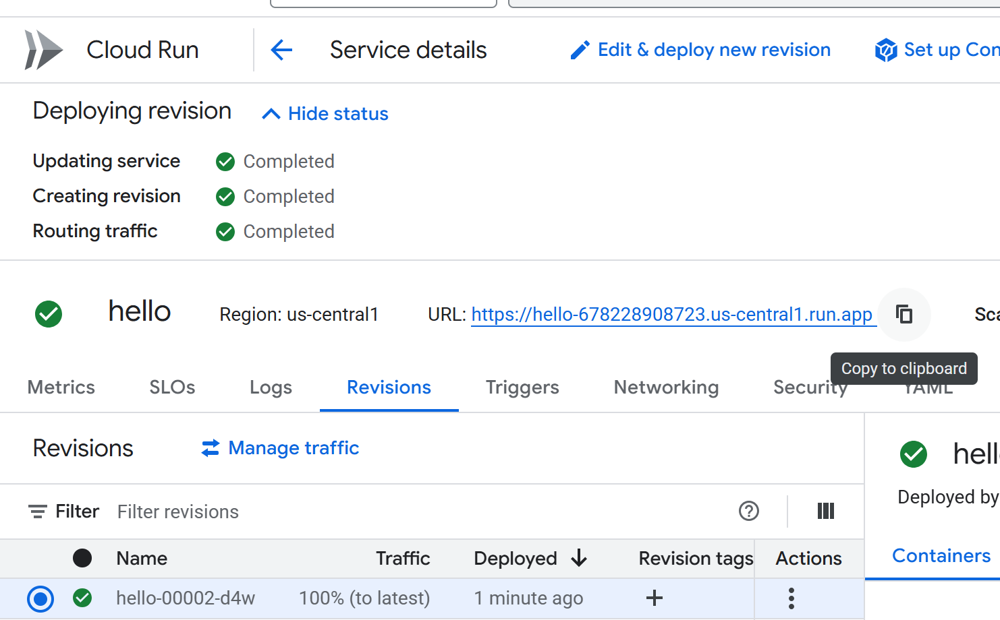 Cloud Run
Service details
Edit & deploy new revision
Set up Con
Deploying revision
Hide status
Updating service Completed
Creating revision Completed
Routing traffic Completed
hello
Region: us-central1
URL: https://hello-678228908723.us-central1.run.app
Sca
Copy to clipboard
Metrics SLOs Logs Revisions Triggers Networking Security YAML
Revisions
Manage traffic
Filter Filter revisions
Name Traffic Deployed Revision tags Actions
hello-00002-d4w 100% (to latest) 1 minute ago
hell
Deployed by
Containers